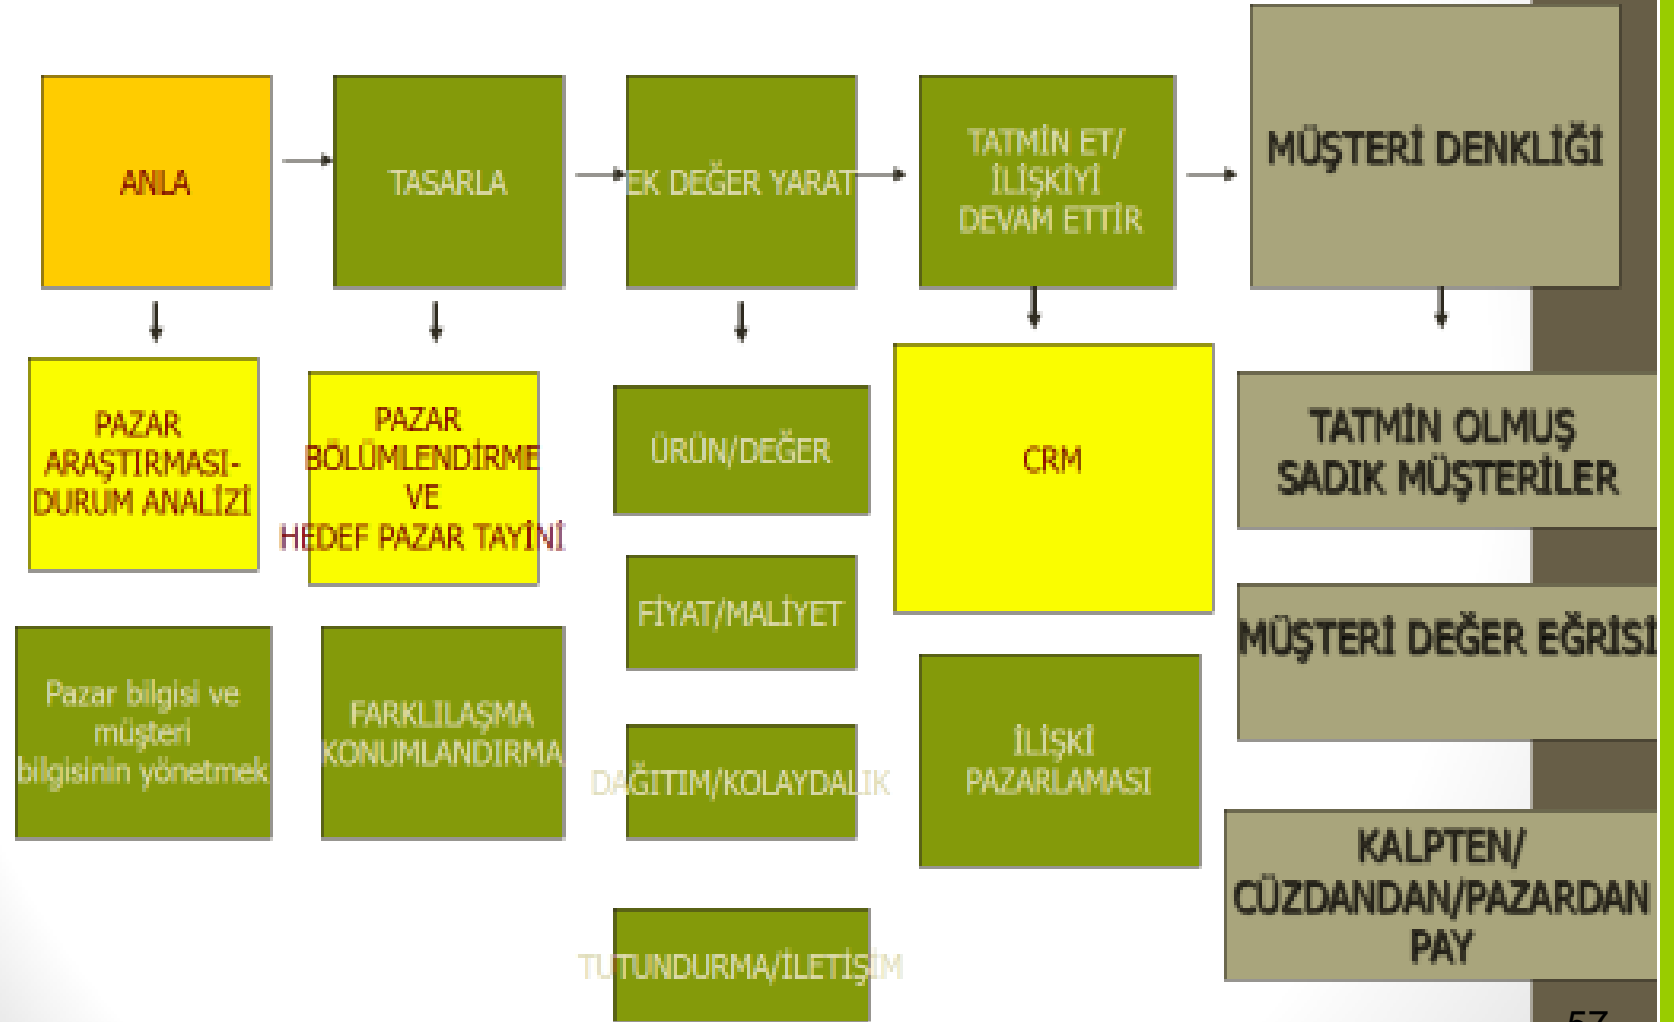 ANLA
TASARLA
EK DEĞER YARAT
TATMİN ET/
İLİŞKİYİ
DEVAM ETTİR
MÜŞTERİ DENKLİĞİ
PAZAR
ARAŞTIRMASI-
DURUM ANALİZİ
Pazar bilgisi ve
müşteri
bilgisinin yönetmek
PAZAR
BÖLÜMLENDİRME
VE
HEDEF PAZAR TAYİNİ
FARKLILAŞMA
KONUMLANDIRMA
ÜRÜN/DEĞER
FİYAT/MALİYET
DAĞITIM/KOLAYDALIK
TUTUNDURMA/İLETİŞİM
CRM
İLİŞKİ
PAZARLAMASI
TATMİN OLMUŞ
SADIK MÜŞTERİLER
MÜŞTERİ DEĞER EĞRİSİ
KALPTEN/
CÜZDANDAN/PAZARDAN
PAY
57